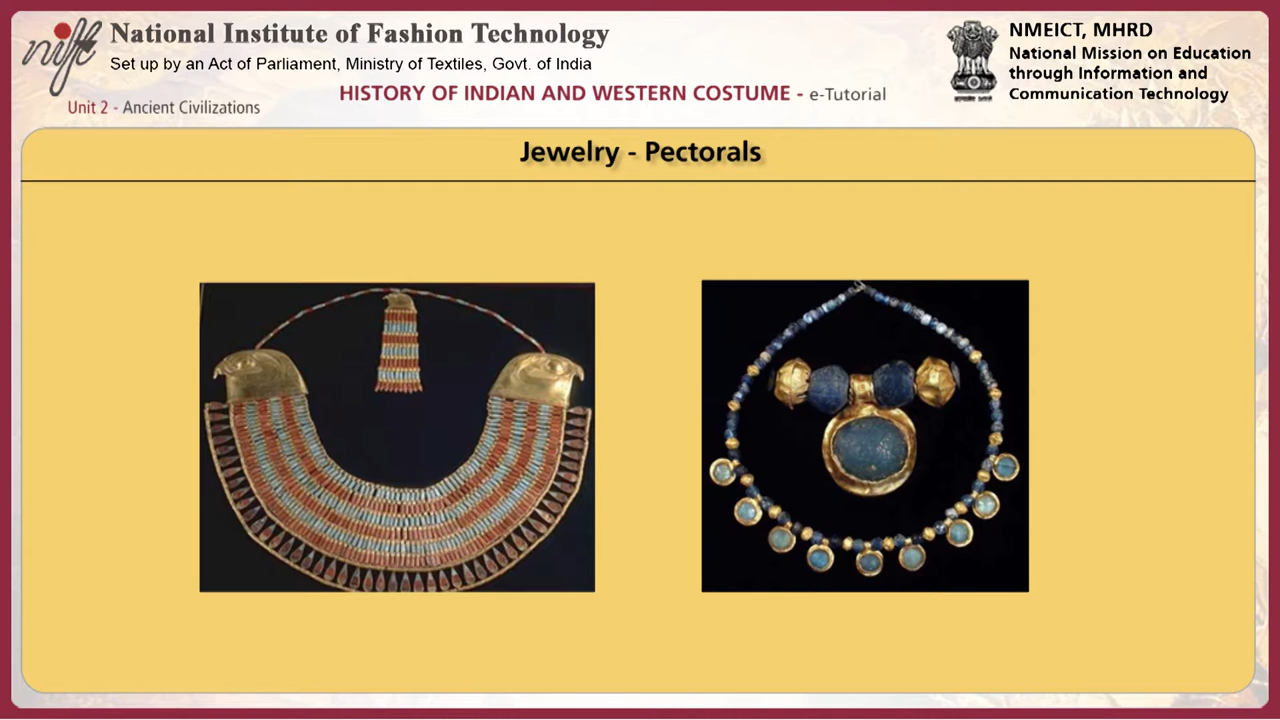 nift
National Institute of Fashion Technology
Set up by an Act of Parliament, Ministry of Textiles, Govt. of India
HISTORY OF INDIAN AND WESTERN COSTUME - e-Tutorial
Unit 2 - Ancient Civilizations
NMEICT, MHRD
National Mission on Education
through Information and
Communication Technology
Jewelry - Pectorals